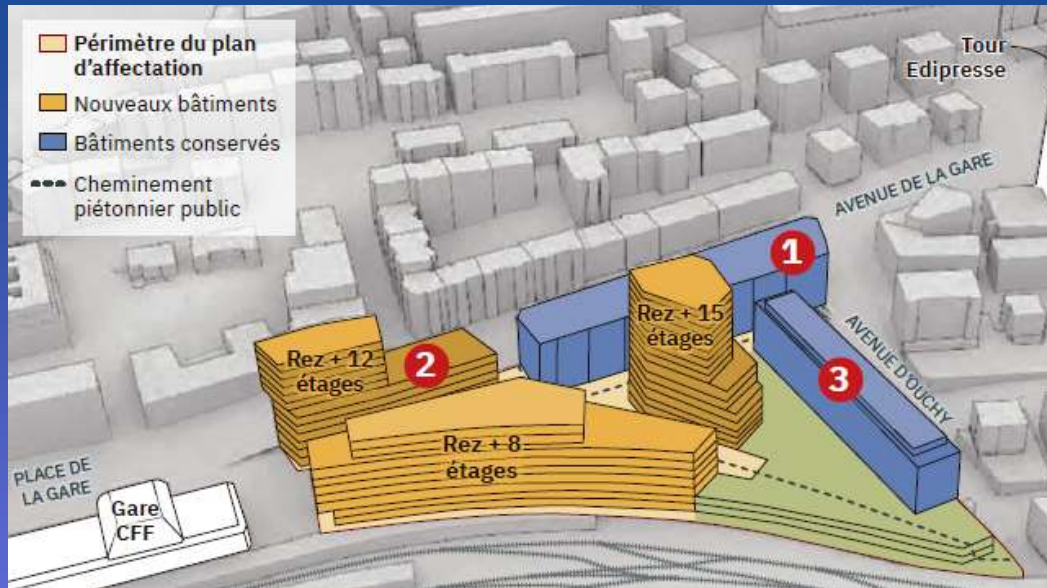 Périmètre du plan
d'affectation
Nouveaux bâtiments
Bâtiments conservés
Cheminement
piétonnier public
Tour
Edipresse
AVENUE DE LA GARE
1
Rez + 15
étages
AVENUE D'OUCHY
Rez + 12
étages
2
3
Rez + 8
étages
PLACE DE
LA GARE
Gare
CFF